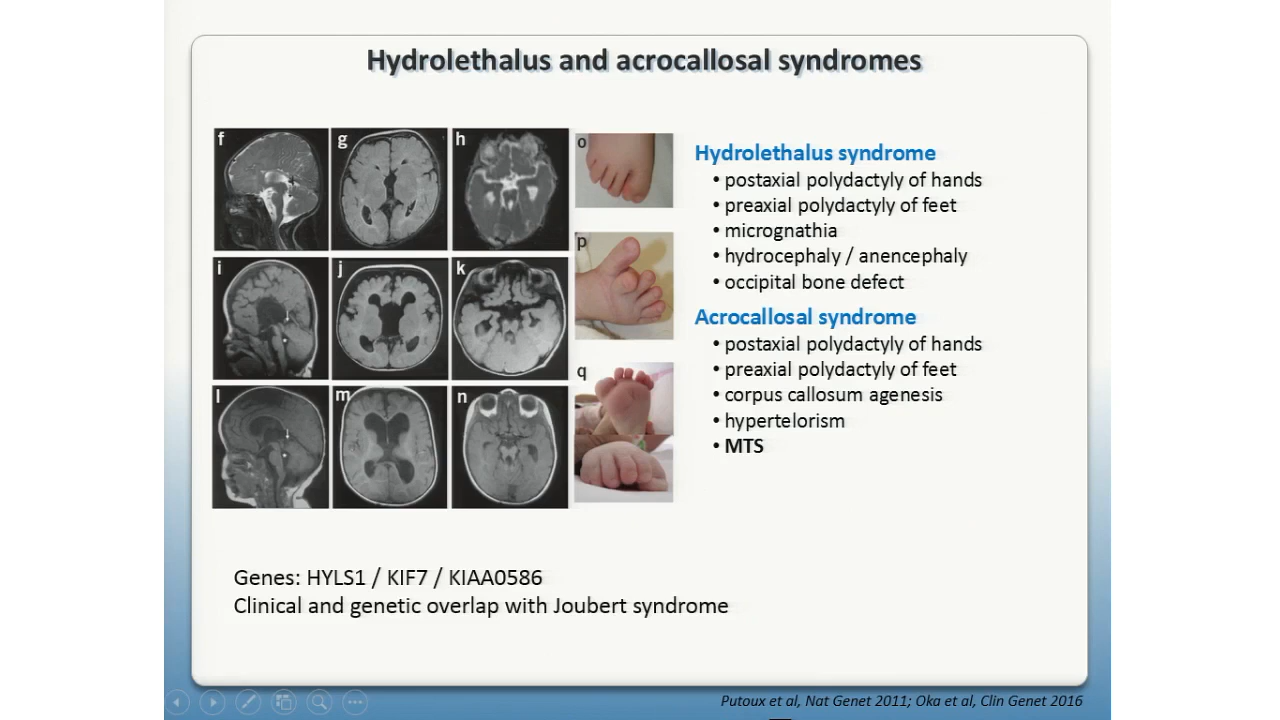 Hydrolethalus and acrocallosal syndromes
f
g
h
o
i
j
k
p
l
m
n
q
Hydrolethalus syndrome
• postaxial polydactyly of hands
• preaxial polydactyly of feet
• micrognathia
• hydrocephaly / anencephaly
• occipital bone defect
Acrocallosal syndrome
• postaxial polydactyly of hands
• preaxial polydactyly of feet
• corpus callosum agenesis
• hypertelorism
• MTS
Genes: HYLS1 / KIF7 / KIAA0586
Clinical and genetic overlap with Joubert syndrome
Putoux et al, Nat Genet 2011; Oka et al, Clin Genet 2016